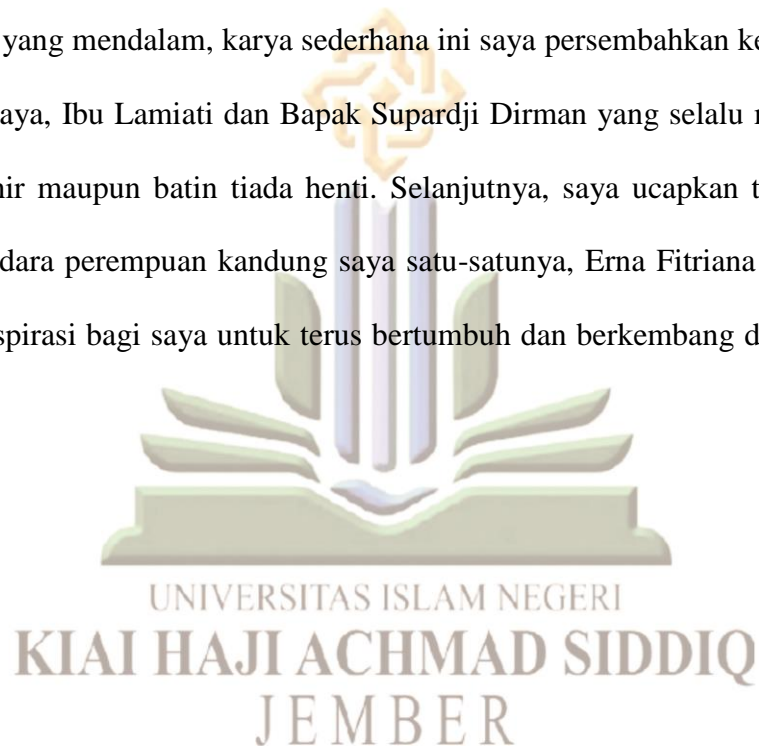 yang mendalam, karya sederhana ini saya persembahkan ke
aya, Ibu Lamiati dan Bapak Supardji Dirman yang selalu
nir maupun batin tiada henti. Selanjutnya, saya ucapkan t
dara perempuan kandung saya satu-satunya, Erna Fitriana
spirasi bagi saya untuk terus bertumbuh dan berkembang d
UNIVERSITAS ISLAM NEGERI
KIAI HAJI ACHMAD SIDDIQ
JEMBER